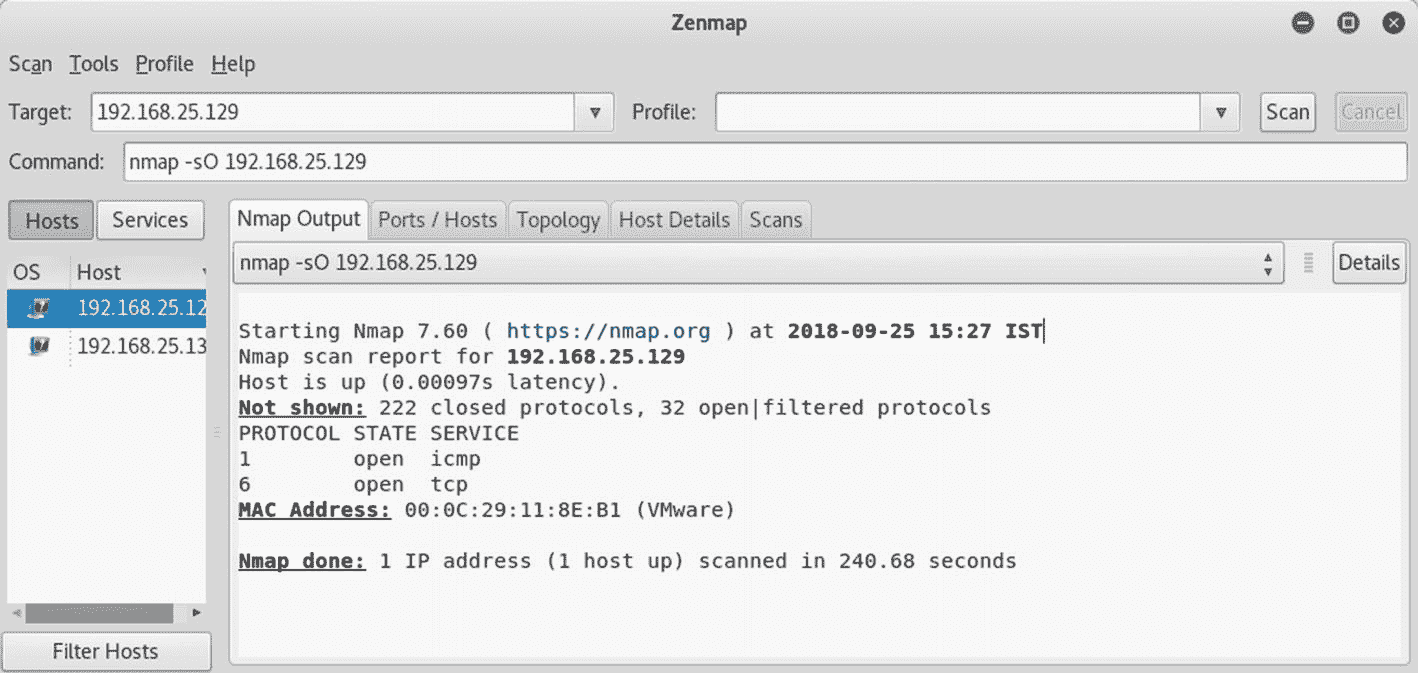 Zenmap
Scan Tools Profile Help
Target: 192.168.25.129 Profile: Scan Cancel
Command: nmap -sO 192.168.25.129
Hosts Services
Nmap Output Ports / Hosts Topology Host Details Scans
OS Host
nmap -sO 192.168.25.129 Details
192.168.25.12
192.168.25.13
Starting Nmap 7.60 ( https://nmap.org ) at 2018-09-25 15:27 IST
Nmap scan report for 192.168.25.129
Host is up (0.00097s latency).
Not shown: 222 closed protocols, 32 open|filtered protocols
PROTOCOL STATE SERVICE
1 open icmp
6 open tcp
MAC Address: 00:0C:29:11:8E:B1 (VMware)
Nmap done: 1 IP address (1 host up) scanned in 240.68 seconds
Filter Hosts